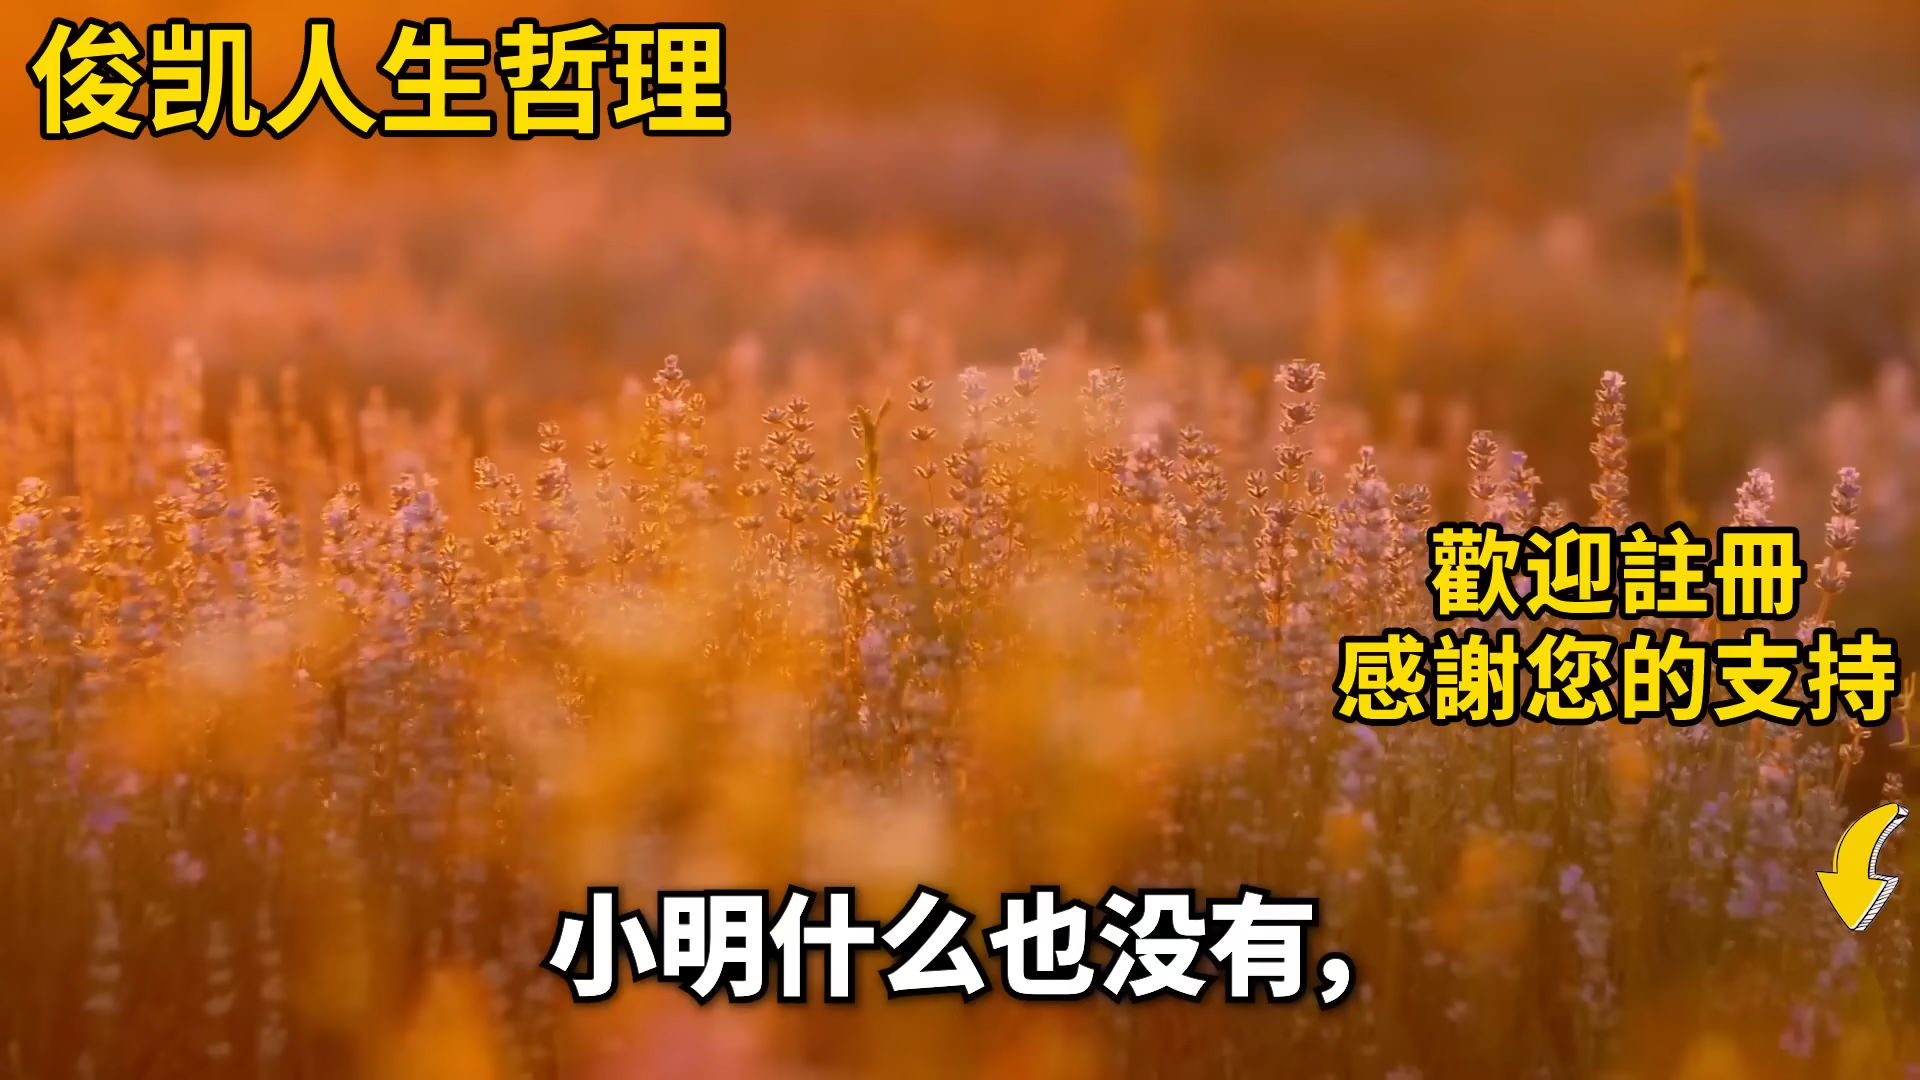 俊凯人生哲理
歡迎註冊
感謝您的支持
小明什么也没有，